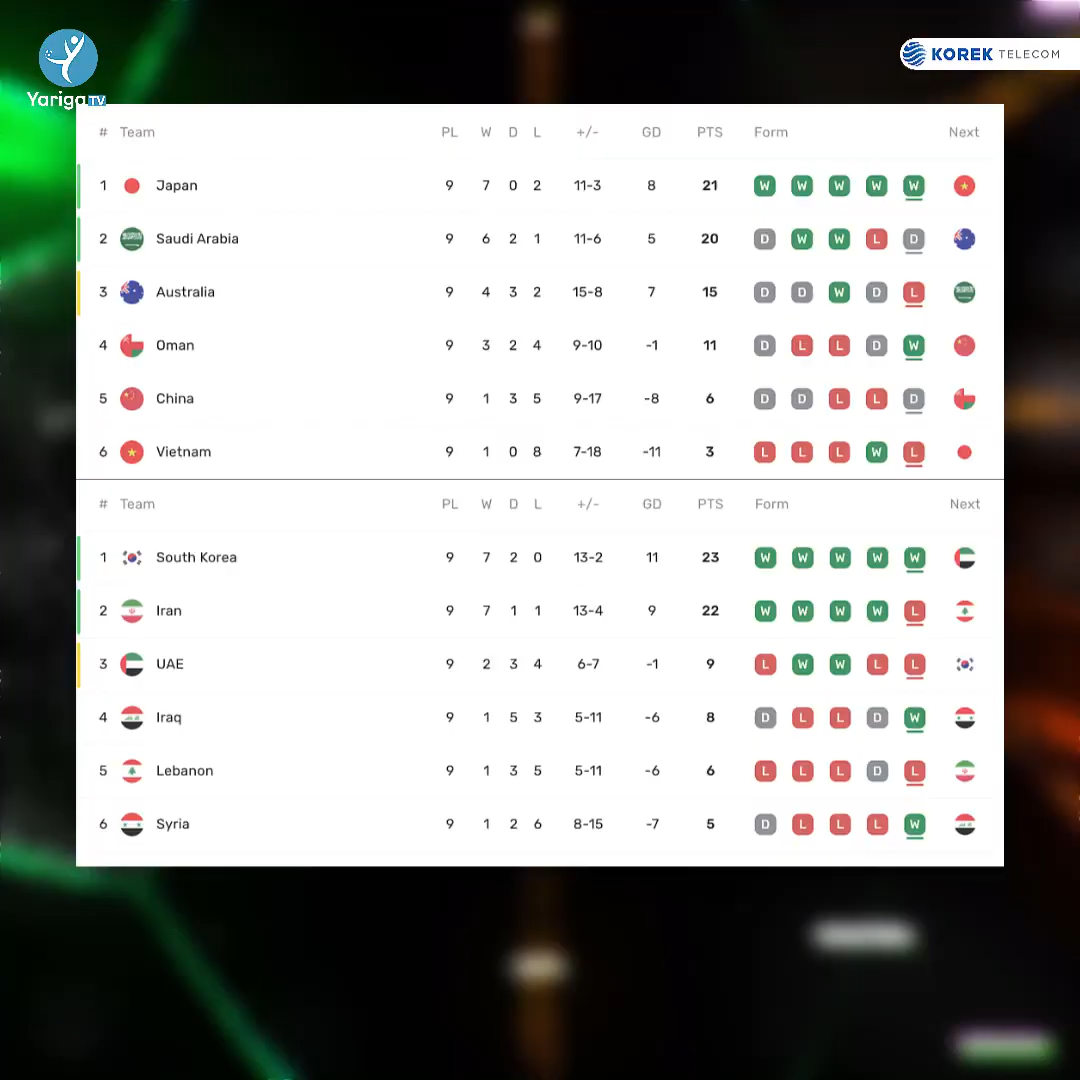 Yariga TV
KOREK TELECOM
# Team PL W D L +/- GD PTS Form Next
1 Japan 9 7 0 2 11-3 8 21 W W W W W
2 Saudi Arabia 9 6 2 1 11-6 5 20 D W W L D
3 Australia 9 4 3 2 15-8 7 15 D D W D L
4 Oman 9 3 2 4 9-10 -1 11 D L L D W
5 China 9 1 3 5 9-17 -8 6 D D L L D
6 Vietnam 9 1 0 8 7-18 -11 3 L L L W L
# Team PL W D L +/- GD PTS Form Next
1 South Korea 9 7 2 0 13-2 11 23 W W W W W
2 Iran 9 7 1 1 13-4 9 22 W W W W L
3 UAE 9 2 3 4 6-7 -1 9 L W W L L
4 Iraq 9 1 5 3 5-11 -6 8 D L L D W
5 Lebanon 9 1 3 5 5-11 -6 6 L L L D L
6 Syria 9 1 2 6 8-15 -7 5 D L L L W